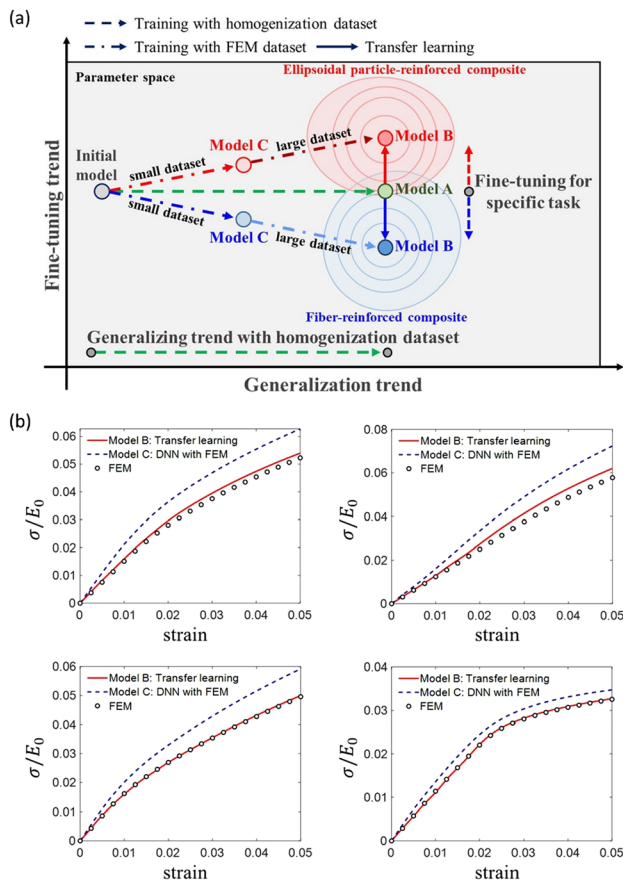 (a)
Training with homogenization dataset
Training with FEM dataset
Transfer learning
Parameter space
Ellipsoidal particle-reinforced composite
Model C
large dataset
Model B
small dataset
Initial
model
Model A
Fine-tuning for
specific task
small dataset
Model C
large dataset
Model B
Fiber-reinforced composite
Generalizing trend with homogenization dataset
Fine-tuning trend
Generalization trend
(b)
0.06
0.05
0.04
0.03
0.02
0.01
0.00
σ/E₀
Model B: Transfer learning
Model C: DNN with FEM
FEM
0 0.01 0.02 0.03 0.04 0.05
strain
0.08
0.06
0.04
0.02
0.00
σ/E₀
Model B: Transfer learning
Model C: DNN with FEM
FEM
0 0.01 0.02 0.03 0.04 0.05
strain
0.06
0.05
0.04
0.03
0.02
0.01
0.00
σ/E₀
Model B: Transfer learning
Model C: DNN with FEM
FEM
0 0.01 0.02 0.03 0.04 0.05
strain
0.04
0.03
0.02
0.01
0.00
σ/E₀
Model B: Transfer learning
Model C: DNN with FEM
FEM
0 0.01 0.02 0.03 0.04 0.05
strain